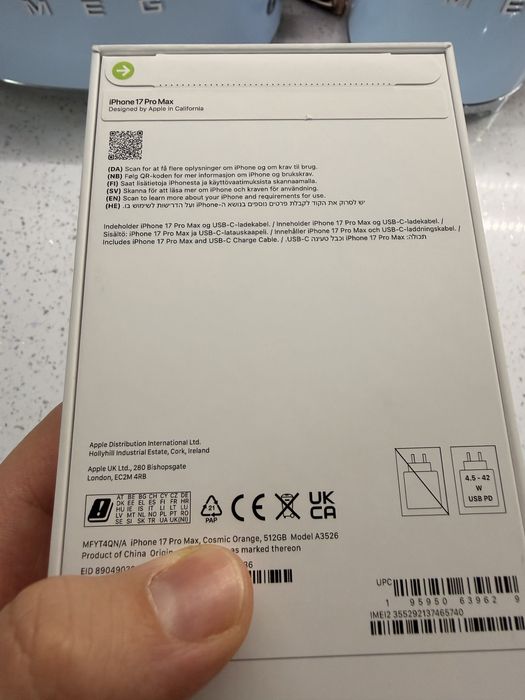 SMEG
iPhone 17 Pro Max
Designed by Apple in California
(DA) Scan for at få flere oplysninger om iPhone og om krav til brug.
(NB) Følg QR-koden for mer informasjon om iPhone og brukskrav.
(FI) Saat lisätietoja iPhonesta ja käyttövaatimuksista skannaamalla.
(SV) Skanna för att läsa mer om iPhone och kraven för användning.
(EN) Scan to learn more about your iPhone and requirements for use.
(HE) יש לסרוק את הקוד לקבלת פרטים נוספים בנושא ה-iPhone ועל הדרישות לשימוש בו.
Indeholder iPhone 17 Pro Max og USB-C-ladekabel. / Inneholder iPhone 17 Pro Max og USB-C-ladekabel. /
Sisältö: iPhone 17 Pro Max ja USB-C-latauskaapeli. / Innehåller iPhone 17 Pro Max och USB-C-laddningskabel. /
Includes iPhone 17 Pro Max and USB-C Charge Cable. / תכולה: iPhone 17 Pro Max וכבל טעינה USB-C.
Apple Distribution International Ltd.
Hollyhill Industrial Estate, Cork, Ireland
Apple UK Ltd., 280 Bishopsgate
London, EC2M 4RB
AT BE BG CH CY CZ DE
DK EE EL ES FI FR HR
HU IE IS IT LI LT LU
LV MT NL NO PL PT RO
SE SI SK TR UA UK(NI)
21
PAP
CE
UK
CA
4.5 - 42
W
USB PD
MFYT4QN/A iPhone 17 Pro Max, Cosmic Orange, 512GB Model A3526
Product of China as marked thereon
EID
UPC
1 95950 63962 9
IMEI2 355292137465740